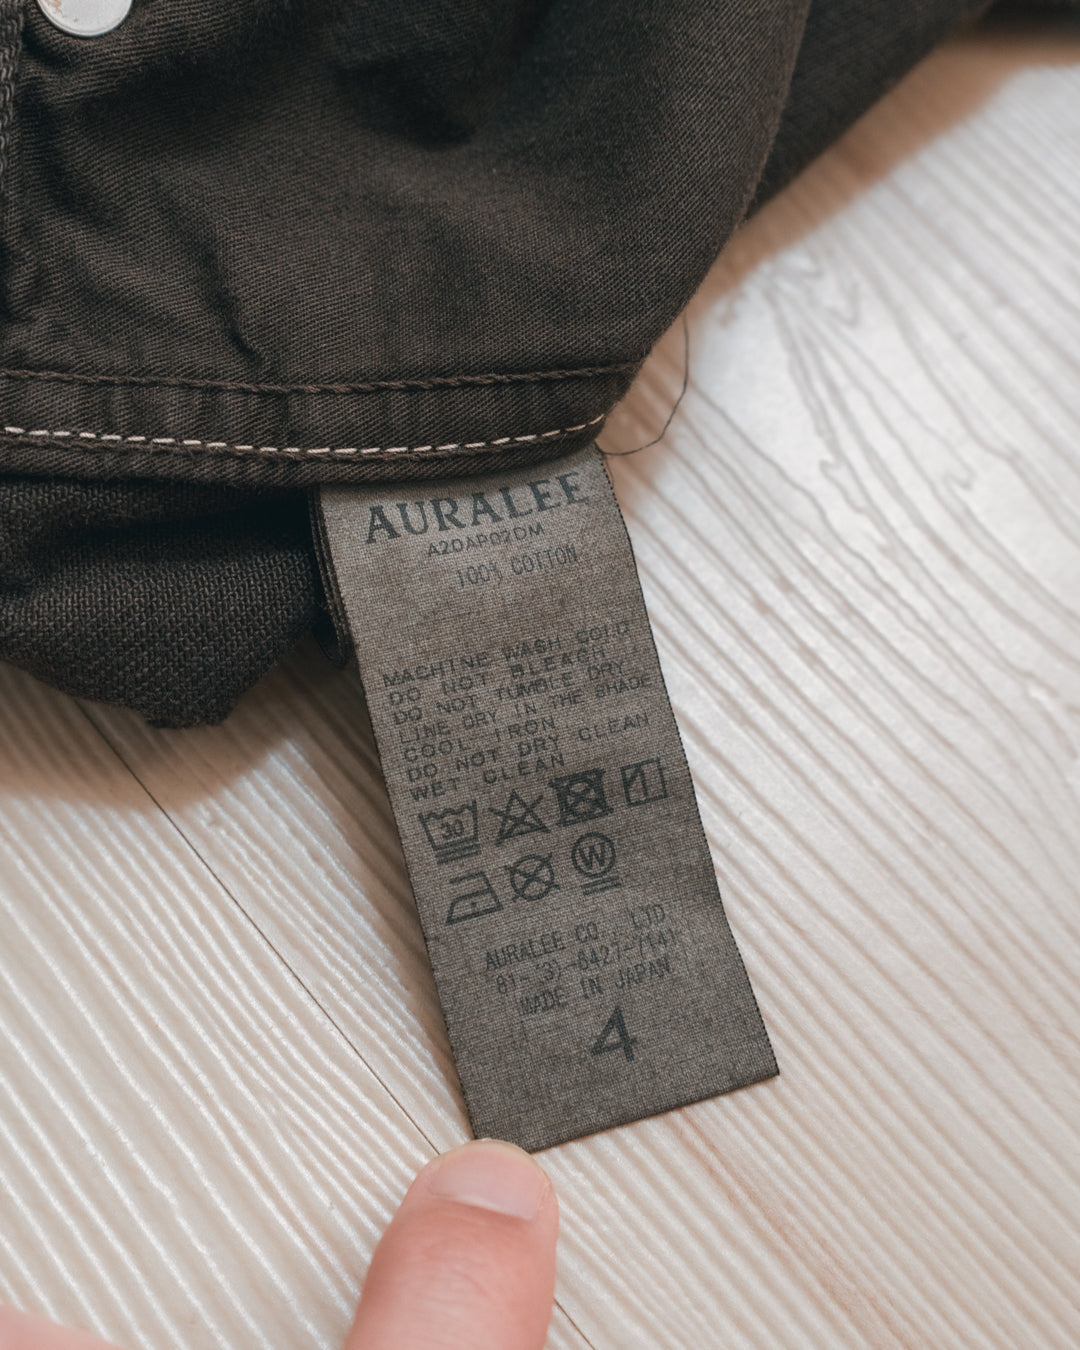 AURALEE
A20AP02DM
100% COTTON
MACHINE WASH COLD
DO NOT BLEACH
DO NOT TUMBLE DRY
LINE DRY IN THE SHADE
COOL IRON
DO NOT DRY CLEAN
WET CLEAN
30
W
AURALEE CO., LTD.
81-(3)-6427-7141
MADE IN JAPAN
4